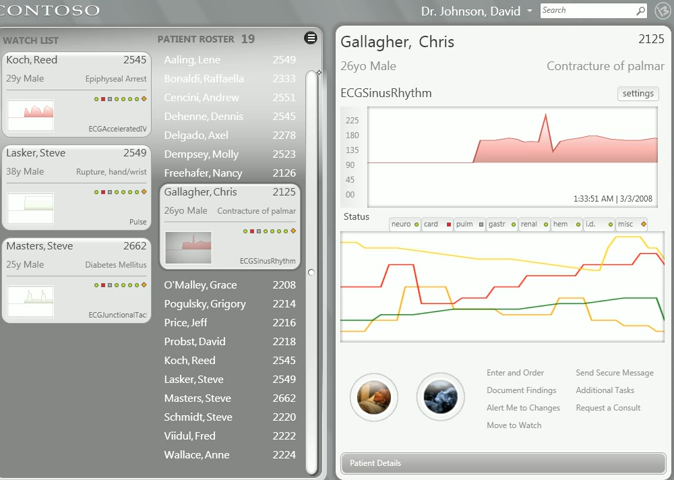 CONTOSO
Dr. Johnson, David
Search
WATCH LIST
Koch, Reed 2545
29y Male Epiphyseal Arrest
ECGAcceleratedIV
Lasker, Steve 2549
38y Male Rupture, hand/wrist
Pulse
Masters, Steve 2662
25y Male Diabetes Mellitus
ECGJunctionalTac
PATIENT ROSTER 19
Aaling, Lene 2549
Bonaldi, Raffaella 2333
Cencini, Andrew 2551
Dehenne, Dennis 2545
Delgado, Axel 2278
Dempsey, Molly 2523
Freehafer, Nancy 2126
Gallagher, Chris 2125
26yo Male Contracture of palmar
ECGSinusRhythm
O'Malley, Grace 2208
Pogulsky, Grigory 2214
Price, Jeff 2216
Probst, David 2218
Koch, Reed 2545
Lasker, Steve 2549
Masters, Steve 2662
Schmidt, Steve 2220
Viidul, Fred 2222
Wallace, Anne 2224
Gallagher, Chris 2125
26yo Male Contracture of palmar
ECGSinusRhythm settings
225
180
135
90
45
00
1:33:51 AM | 3/3/2008
Status
neuro card pulm gastr renal hem i.d. misc
Enter and Order Send Secure Message
Document Findings Additional Tasks
Alert Me to Changes Request a Consult
Move to Watch
Patient Details